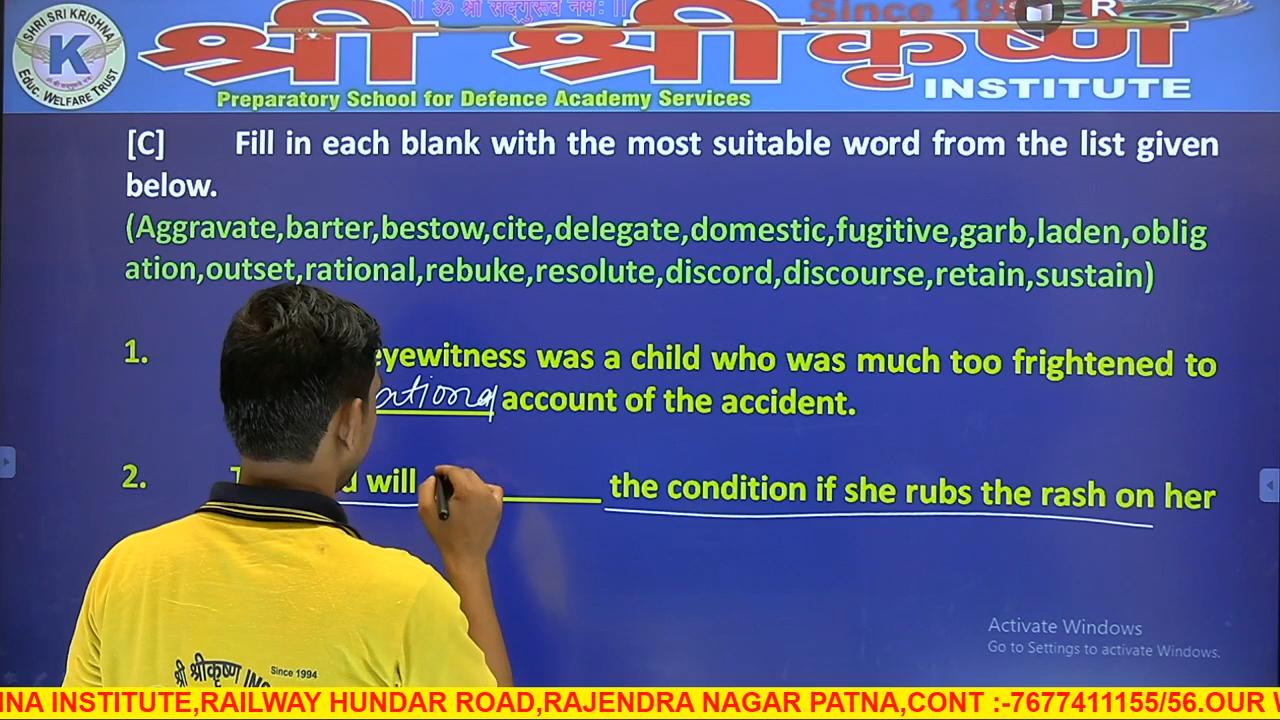 || ॐ श्री सद्गुरूवे नमः ||
Since 199
R
SHRI SRI KRISHNA
K
EDUC. WELFARE TRUST
श्री श्रीकृष्ण
INSTITUTE
Preparatory School for Defence Academy Services
[C] Fill in each blank with the most suitable word from the list given
below.
(Aggravate,barter,bestow,cite,delegate,domestic,fugitive,garb,laden,oblig
ation,outset,rational,rebuke,resolute,discord,discourse,retain,sustain)
1. eyewitness was a child who was much too frightened to
account of the accident.
2. will ________ the condition if she rubs the rash on her
Activate Windows
Go to Settings to activate Windows.
श्री श्रीकृष्ण
Since 1994
NA INSTITUTE,RAILWAY HUNDAR ROAD,RAJENDRA NAGAR PATNA,CONT :-7677411155/56.OUR